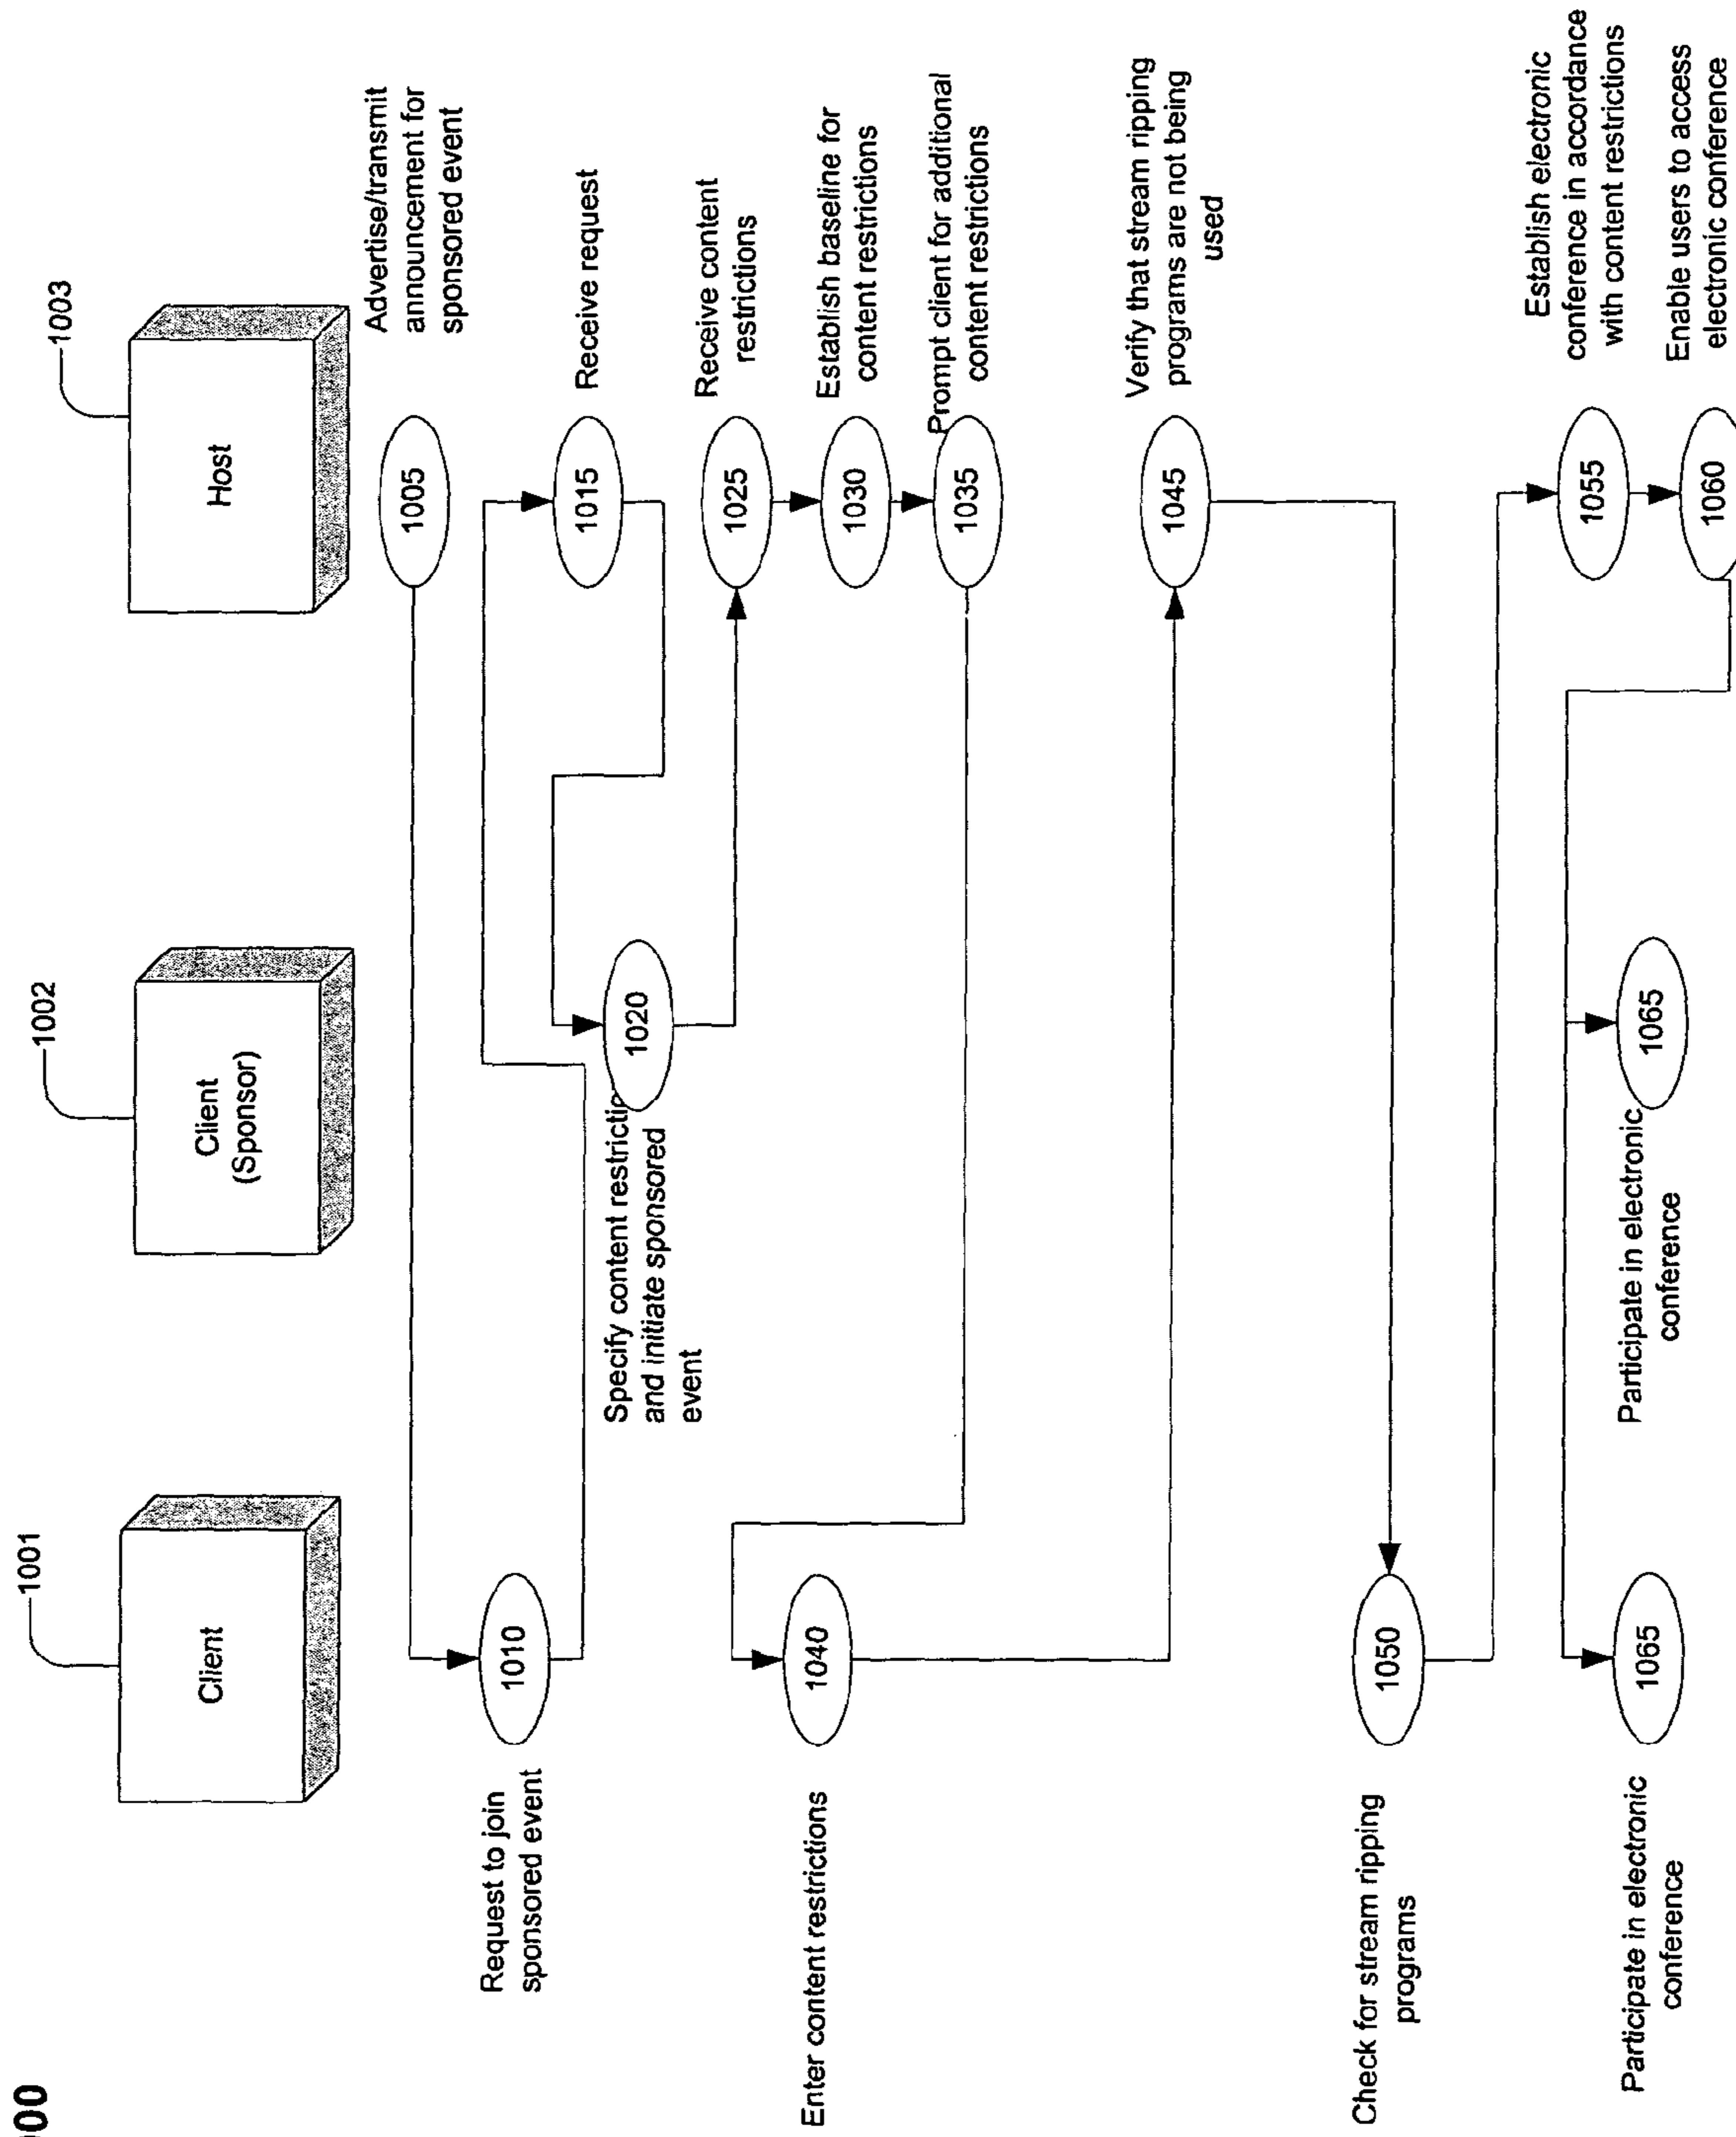 000
1001
1002
1003
Client
Client
(Sponsor)
Host
1005
Advertise/transmit
announcement for
sponsored event
Request to join
sponsored event
1010
1015
Receive request
Specify content restrictio
and initiate sponsored
event
1020
1025
Receive content
restrictions
1030
Establish baseline for
content restrictions
1035
Prompt client for additional
content restrictions
Enter content restrictions
1040
1045
Verify that stream ripping
programs are not being
used
Check for stream ripping
programs
1050
1055
Establish electronic
conference in accordance
with content restrictions
1060
Enable users to access
electronic conference
Participate in electronic
conference
1065
Participate in electronic
conference
1065